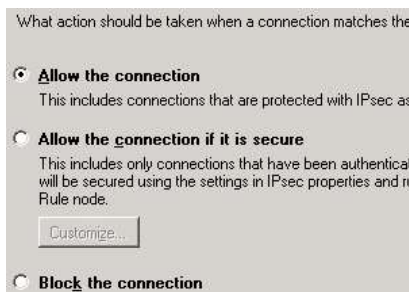 What action should be taken when a connection matches the
Allow the connection
This includes connections that are protected with IPsec as
Allow the connection if it is secure
This includes only connections that have been authenticat
will be secured using the settings in IPsec properties and ru
Rule node.
Customize...
Block the connection